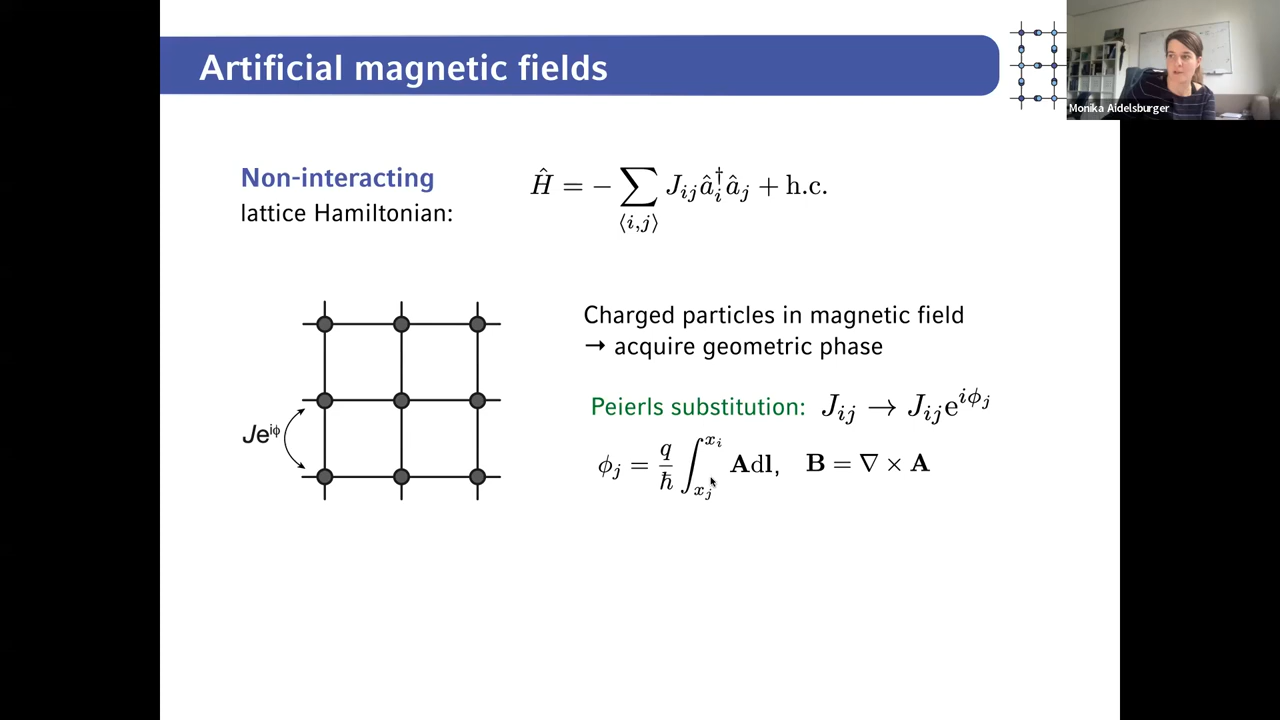 Artificial magnetic fields
Monika Aidelsburger
Non-interacting
lattice Hamiltonian:
Ĥ = − ∑⟨i,j⟩ J_{ij} â_i^† â_j + h.c.
Charged particles in magnetic field
→ acquire geometric phase
Peierls substitution: J_{ij} → J_{ij} e^{iϕ_j}
Je^{iϕ}
ϕ_j = q/ħ ∫_{x_j}^{x_i} A dl, B = ∇ × A